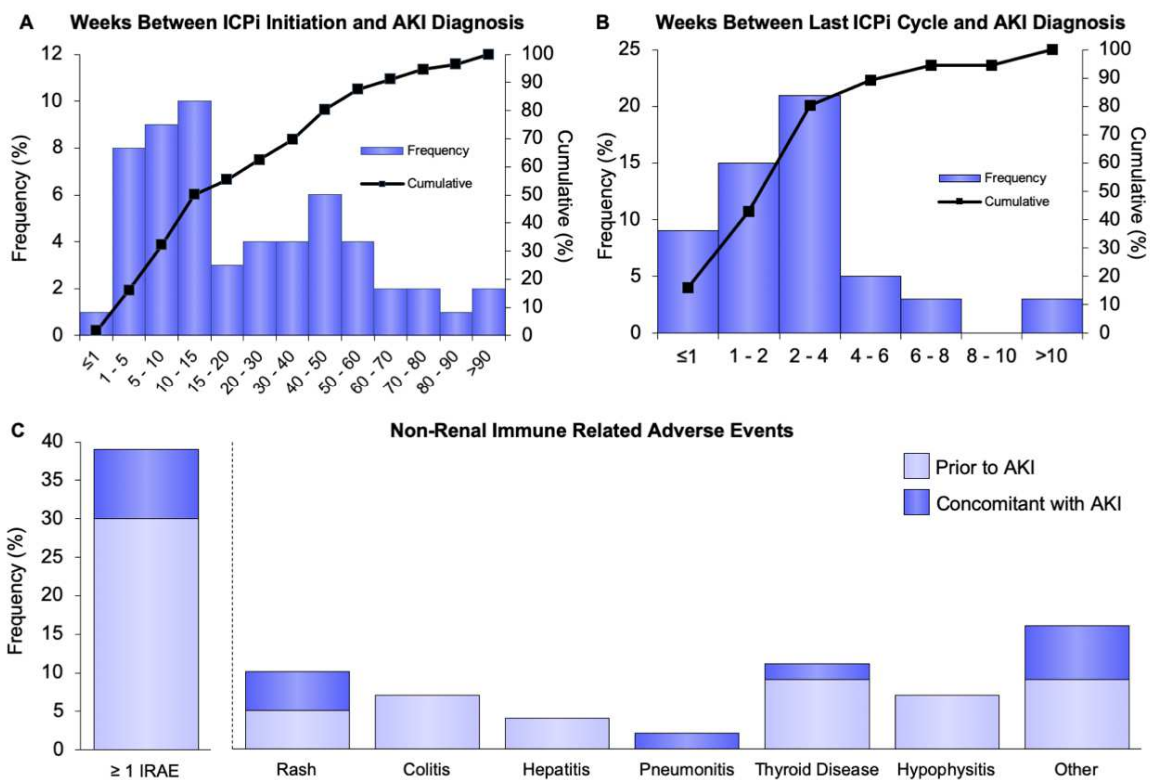 A Weeks Between ICPi Initiation and AKI Diagnosis
Frequency (%)
12
10
8
6
4
2
0
100
90
80
70
60
50
40
30
20
10
0
Cumulative (%)
Frequency
Cumulative
≤1
1 - 5
5 - 10
10 - 15
15 - 20
20 - 30
30 - 40
40 - 50
50 - 60
60 - 70
70 - 80
80 - 90
>90
B Weeks Between Last ICPi Cycle and AKI Diagnosis
Frequency (%)
25
20
15
10
5
0
100
90
80
70
60
50
40
30
20
10
0
Cumulative (%)
Frequency
Cumulative
≤1 1 - 2 2 - 4 4 - 6 6 - 8 8 - 10 >10
C Non-Renal Immune Related Adverse Events
Frequency (%)
40
35
30
25
20
15
10
5
0
Prior to AKI
Concomitant with AKI
≥ 1 IRAE Rash Colitis Hepatitis Pneumonitis Thyroid Disease Hypophysitis Other